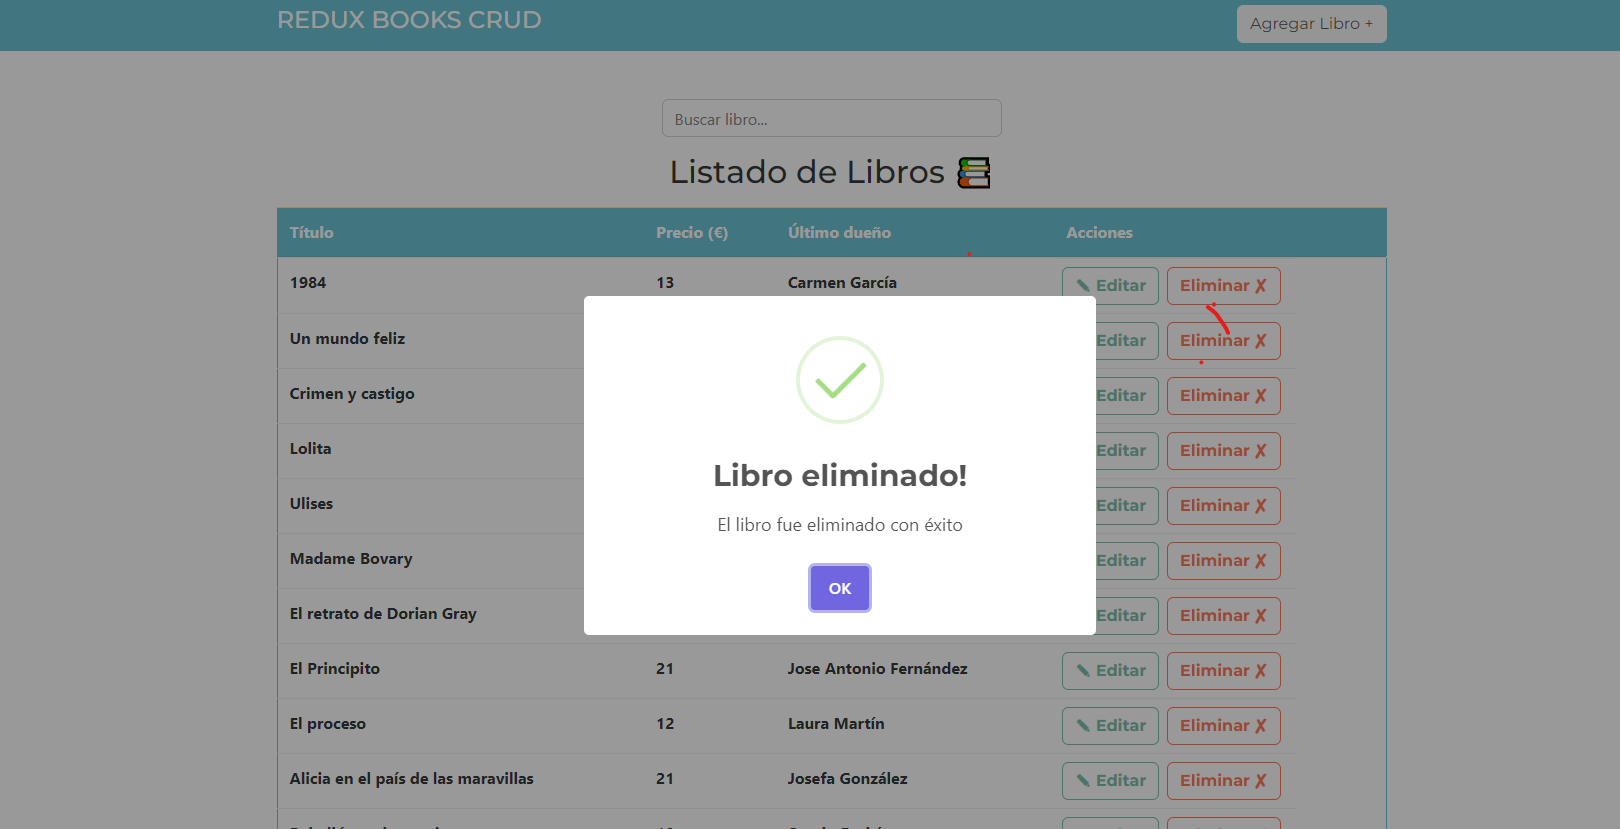 REDUX BOOKS CRUD
Agregar Libro +
Buscar libro...
Listado de Libros
Título Precio (€) Último dueño Acciones
1984 13 Carmen García Editar Eliminar ✗
Un mundo feliz Editar Eliminar ✗
Crimen y castigo Editar Eliminar ✗
Lolita Editar Eliminar ✗
Ulises Editar Eliminar ✗
Madame Bovary Editar Eliminar ✗
El retrato de Dorian Gray Editar Eliminar ✗
El Principito 21 Jose Antonio Fernández Editar Eliminar ✗
El proceso 12 Laura Martín Editar Eliminar ✗
Alicia en el país de las maravillas 21 Josefa González Editar Eliminar ✗
Editar Eliminar
Libro eliminado!
El libro fue eliminado con éxito
OK